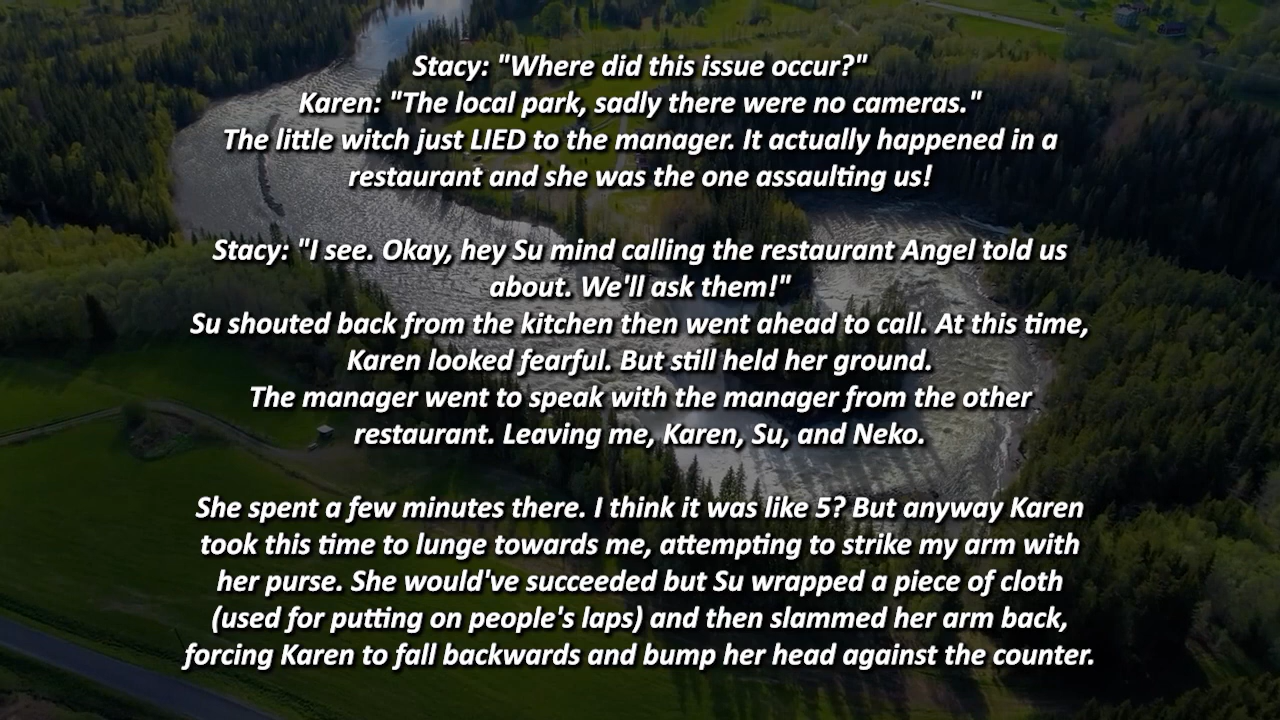 Stacy: "Where did this issue occur?"
Karen: "The local park, sadly there were no cameras."
The little witch just LIED to the manager. It actually happened in a
restaurant and she was the one assaulting us!
Stacy: "I see. Okay, hey Su mind calling the restaurant Angel told us
about. We'll ask them!"
Su shouted back from the kitchen then went ahead to call. At this time,
Karen looked fearful. But still held her ground.
The manager went to speak with the manager from the other
restaurant. Leaving me, Karen, Su, and Neko.
She spent a few minutes there. I think it was like 5? But anyway Karen
took this time to lunge towards me, attempting to strike my arm with
her purse. She would've succeeded but Su wrapped a piece of cloth
(used for putting on people's laps) and then slammed her arm back,
forcing Karen to fall backwards and bump her head against the counter.